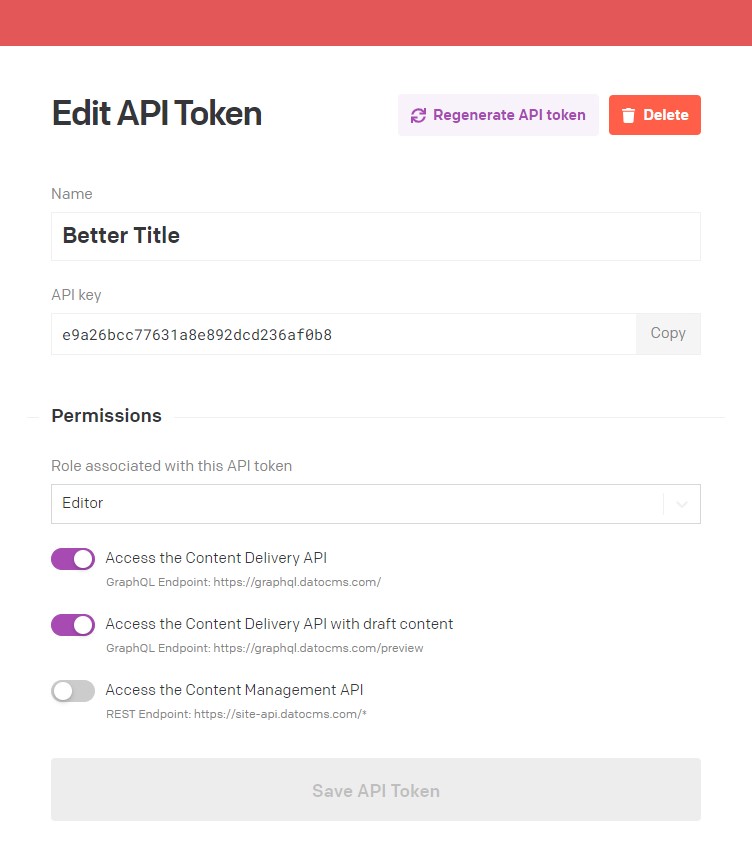 Edit API Token
Regenerate API token
Delete
Name
Better Title
API key
e9a26bcc77631a8e892dcd236af0b8
Copy
Permissions
Role associated with this API token
Editor
Access the Content Delivery API
GraphQL Endpoint: https://graphql.datocms.com/
Access the Content Delivery API with draft content
GraphQL Endpoint: https://graphql.datocms.com/preview
Access the Content Management API
REST Endpoint: https://site-api.datocms.com/*
Save API Token